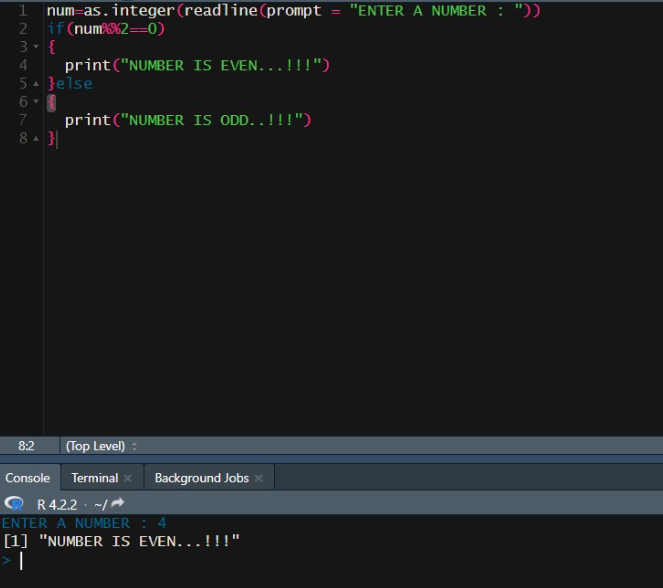 1 num=as.integer(readline(prompt = "ENTER A NUMBER : "))
2 if(num%%2==0)
3 {
4 print("NUMBER IS EVEN...!!!")
5 }else
6 {
7 print("NUMBER IS ODD..!!!")
8 }
8:2 (Top Level)
Console Terminal Background Jobs
R 4.2.2 · ~/
ENTER A NUMBER : 4
[1] "NUMBER IS EVEN...!!!"
>